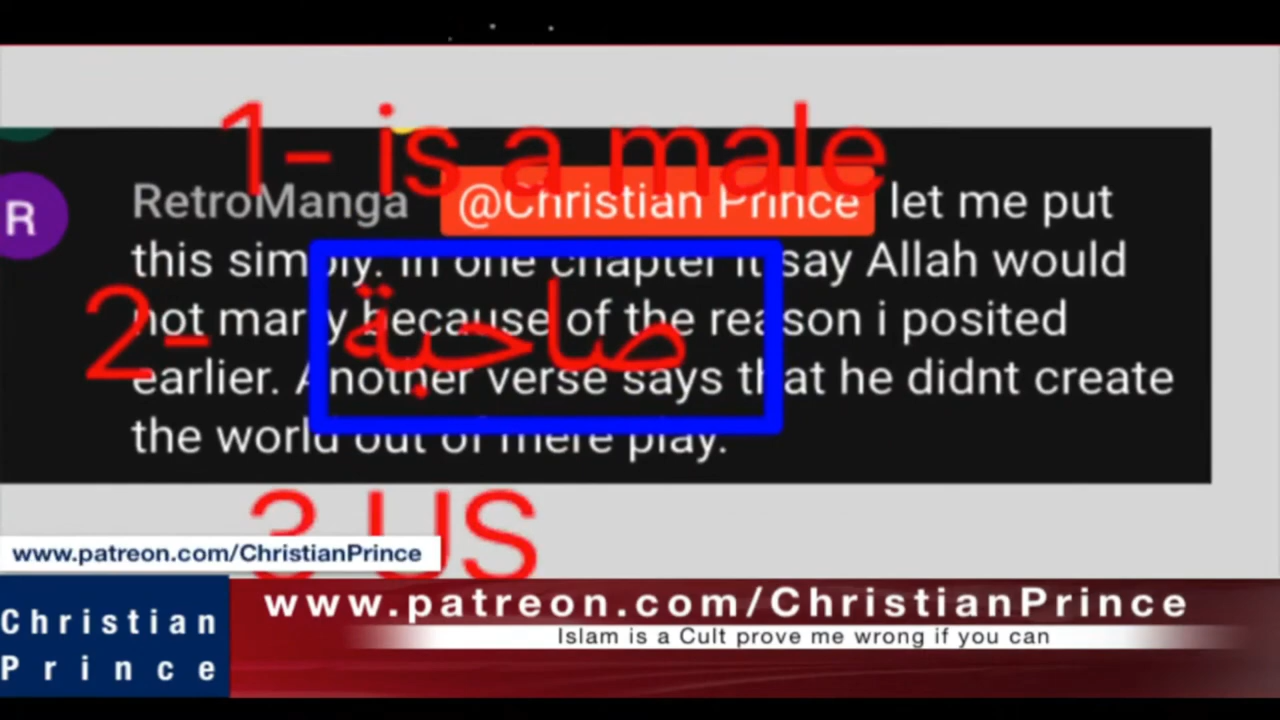 1- is a male
R
RetroManga @Christian Prince let me put
this simply. In one chapter it say Allah would
not marry because of the reason i posited
earlier. Another verse says that he didnt create
the world out of mere play.
2- صاحبة
3 US
www.patreon.com/ChristianPrince
Christian
Prince
www.patreon.com/ChristianPrince
Islam is a Cult prove me wrong if you can